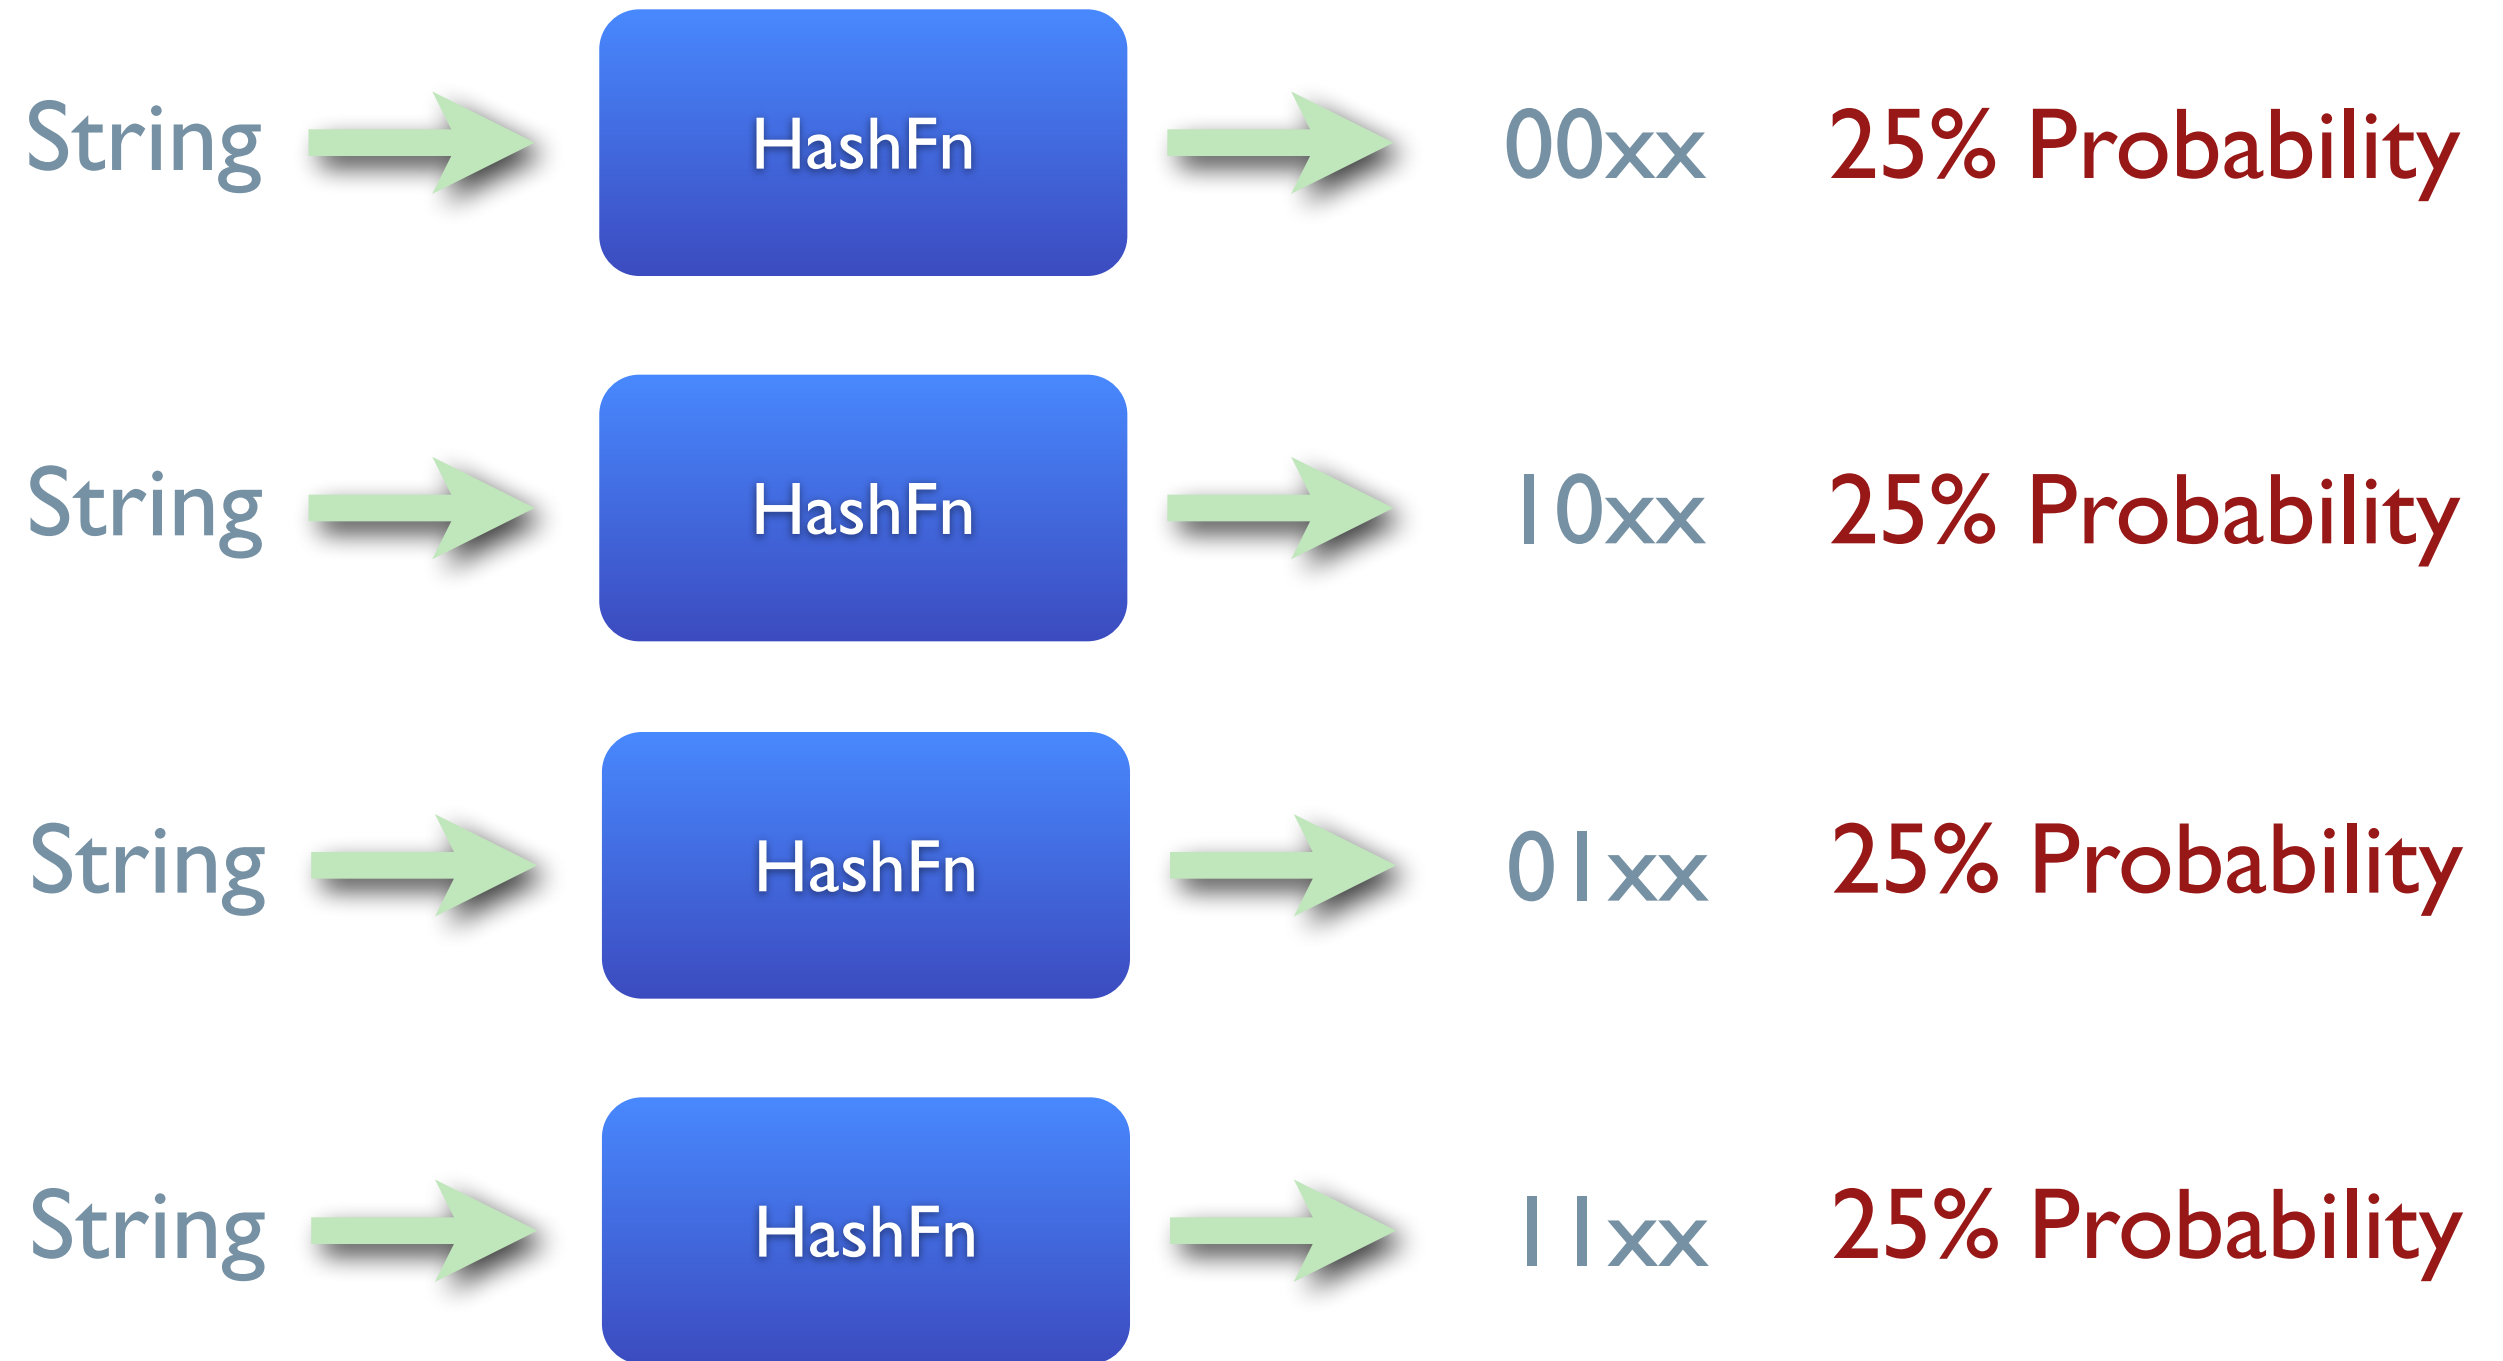 String HashFn 00xx 25% Probability
String HashFn 10xx 25% Probability
String HashFn 01xx 25% Probability
String HashFn 11xx 25% Probability